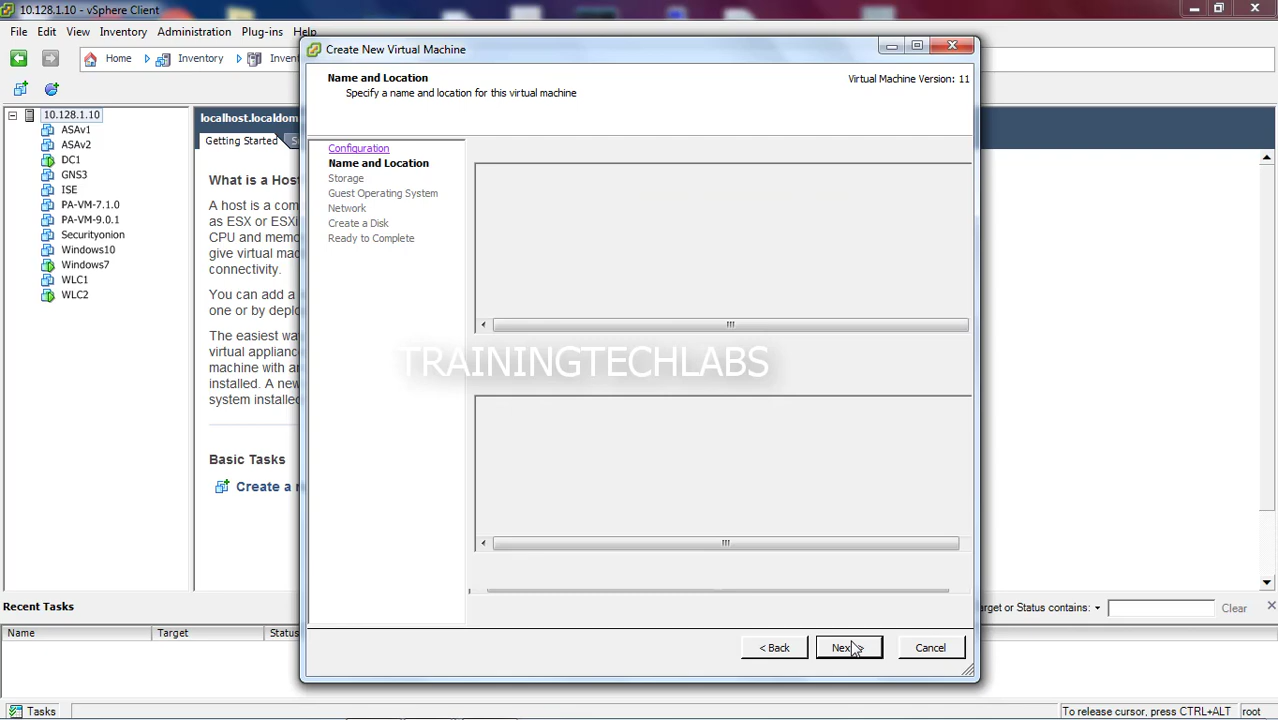 10.128.1.10 - vSphere Client
File Edit View Inventory Administration Plug-ins Help
Home Inventory
10.128.1.10
ASAv1
ASAv2
DC1
GNS3
ISE
PA-VM-7.1.0
PA-VM-9.0.1
Securityonion
Windows10
Windows7
WLC1
WLC2
localhost.localdom
Getting Started
What is a Hos
A host is a com
as ESX or ESXi
CPU and memo
give virtual mac
connectivity.
You can add a
one or by deplo
The easiest wa
virtual applianc
machine with an
installed. A new
system installed
Basic Tasks
Create a n
Create New Virtual Machine
Name and Location
Specify a name and location for this virtual machine
Virtual Machine Version: 11
Configuration
Name and Location
Storage
Guest Operating System
Network
Create a Disk
Ready to Complete
TRAININGTECHLABS
< Back
Cancel
Recent Tasks
arget or Status contains:
Clear
Name Target Status
Tasks
To release cursor, press CTRL+ALT
root